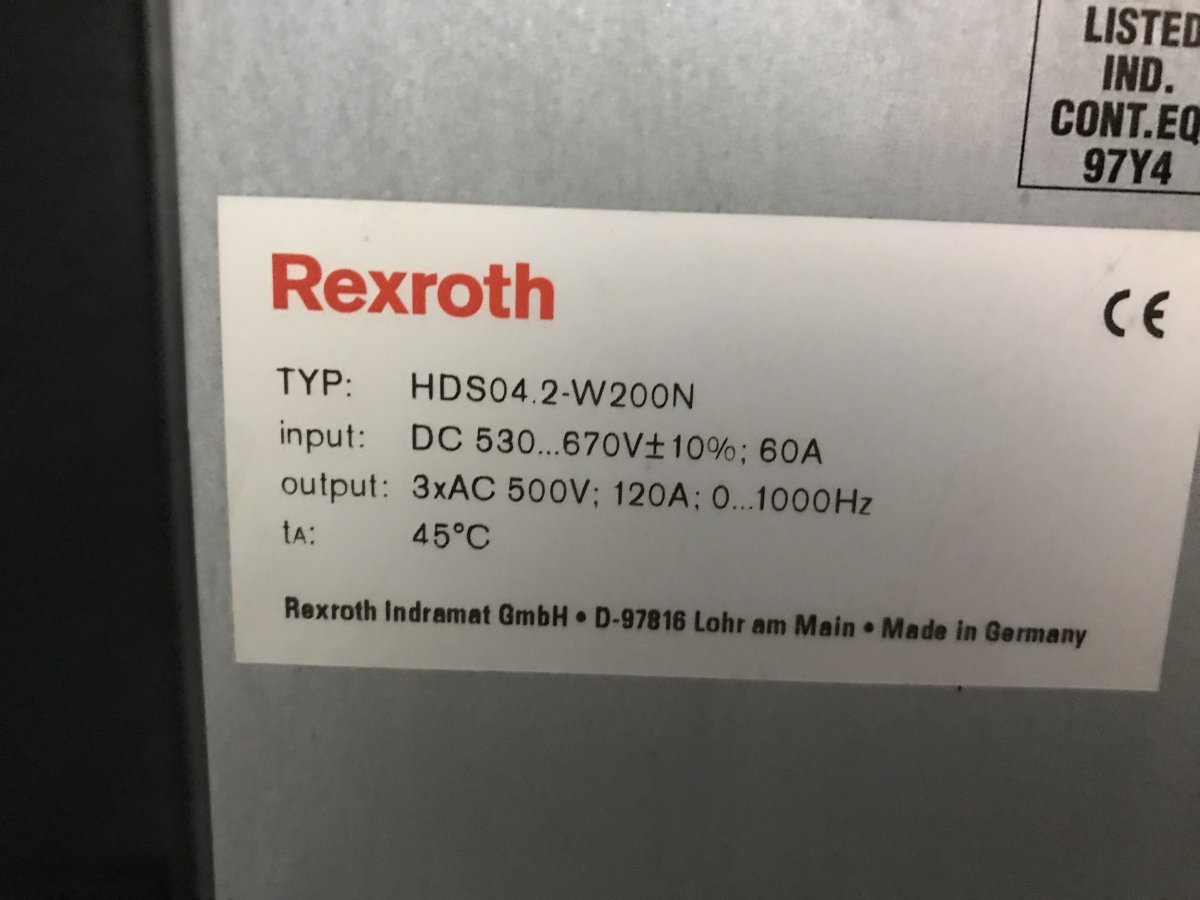 LISTED
IND.
CONT.EQ
97Y4
Rexroth
CE
TYP: HDS04.2-W200N
input: DC 530...670V±10%; 60A
output: 3xAC 500V; 120A; 0...1000Hz
tA: 45°C
Rexroth Indramat GmbH • D-97816 Lohr am Main • Made in Germany